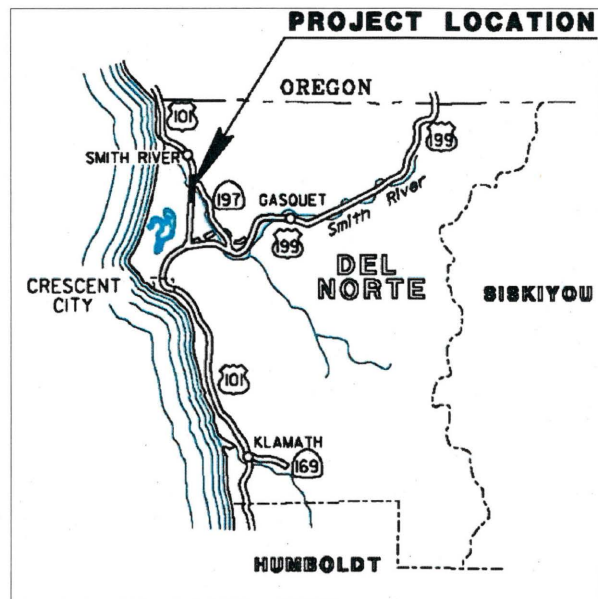 PROJECT LOCATION
OREGON
101
SMITH RIVER
199
197
GASQUET
Smith River
199
DEL
NORTE
SISKIYOU
CRESCENT
CITY
101
KLAMATH
169
HUMBOLDT